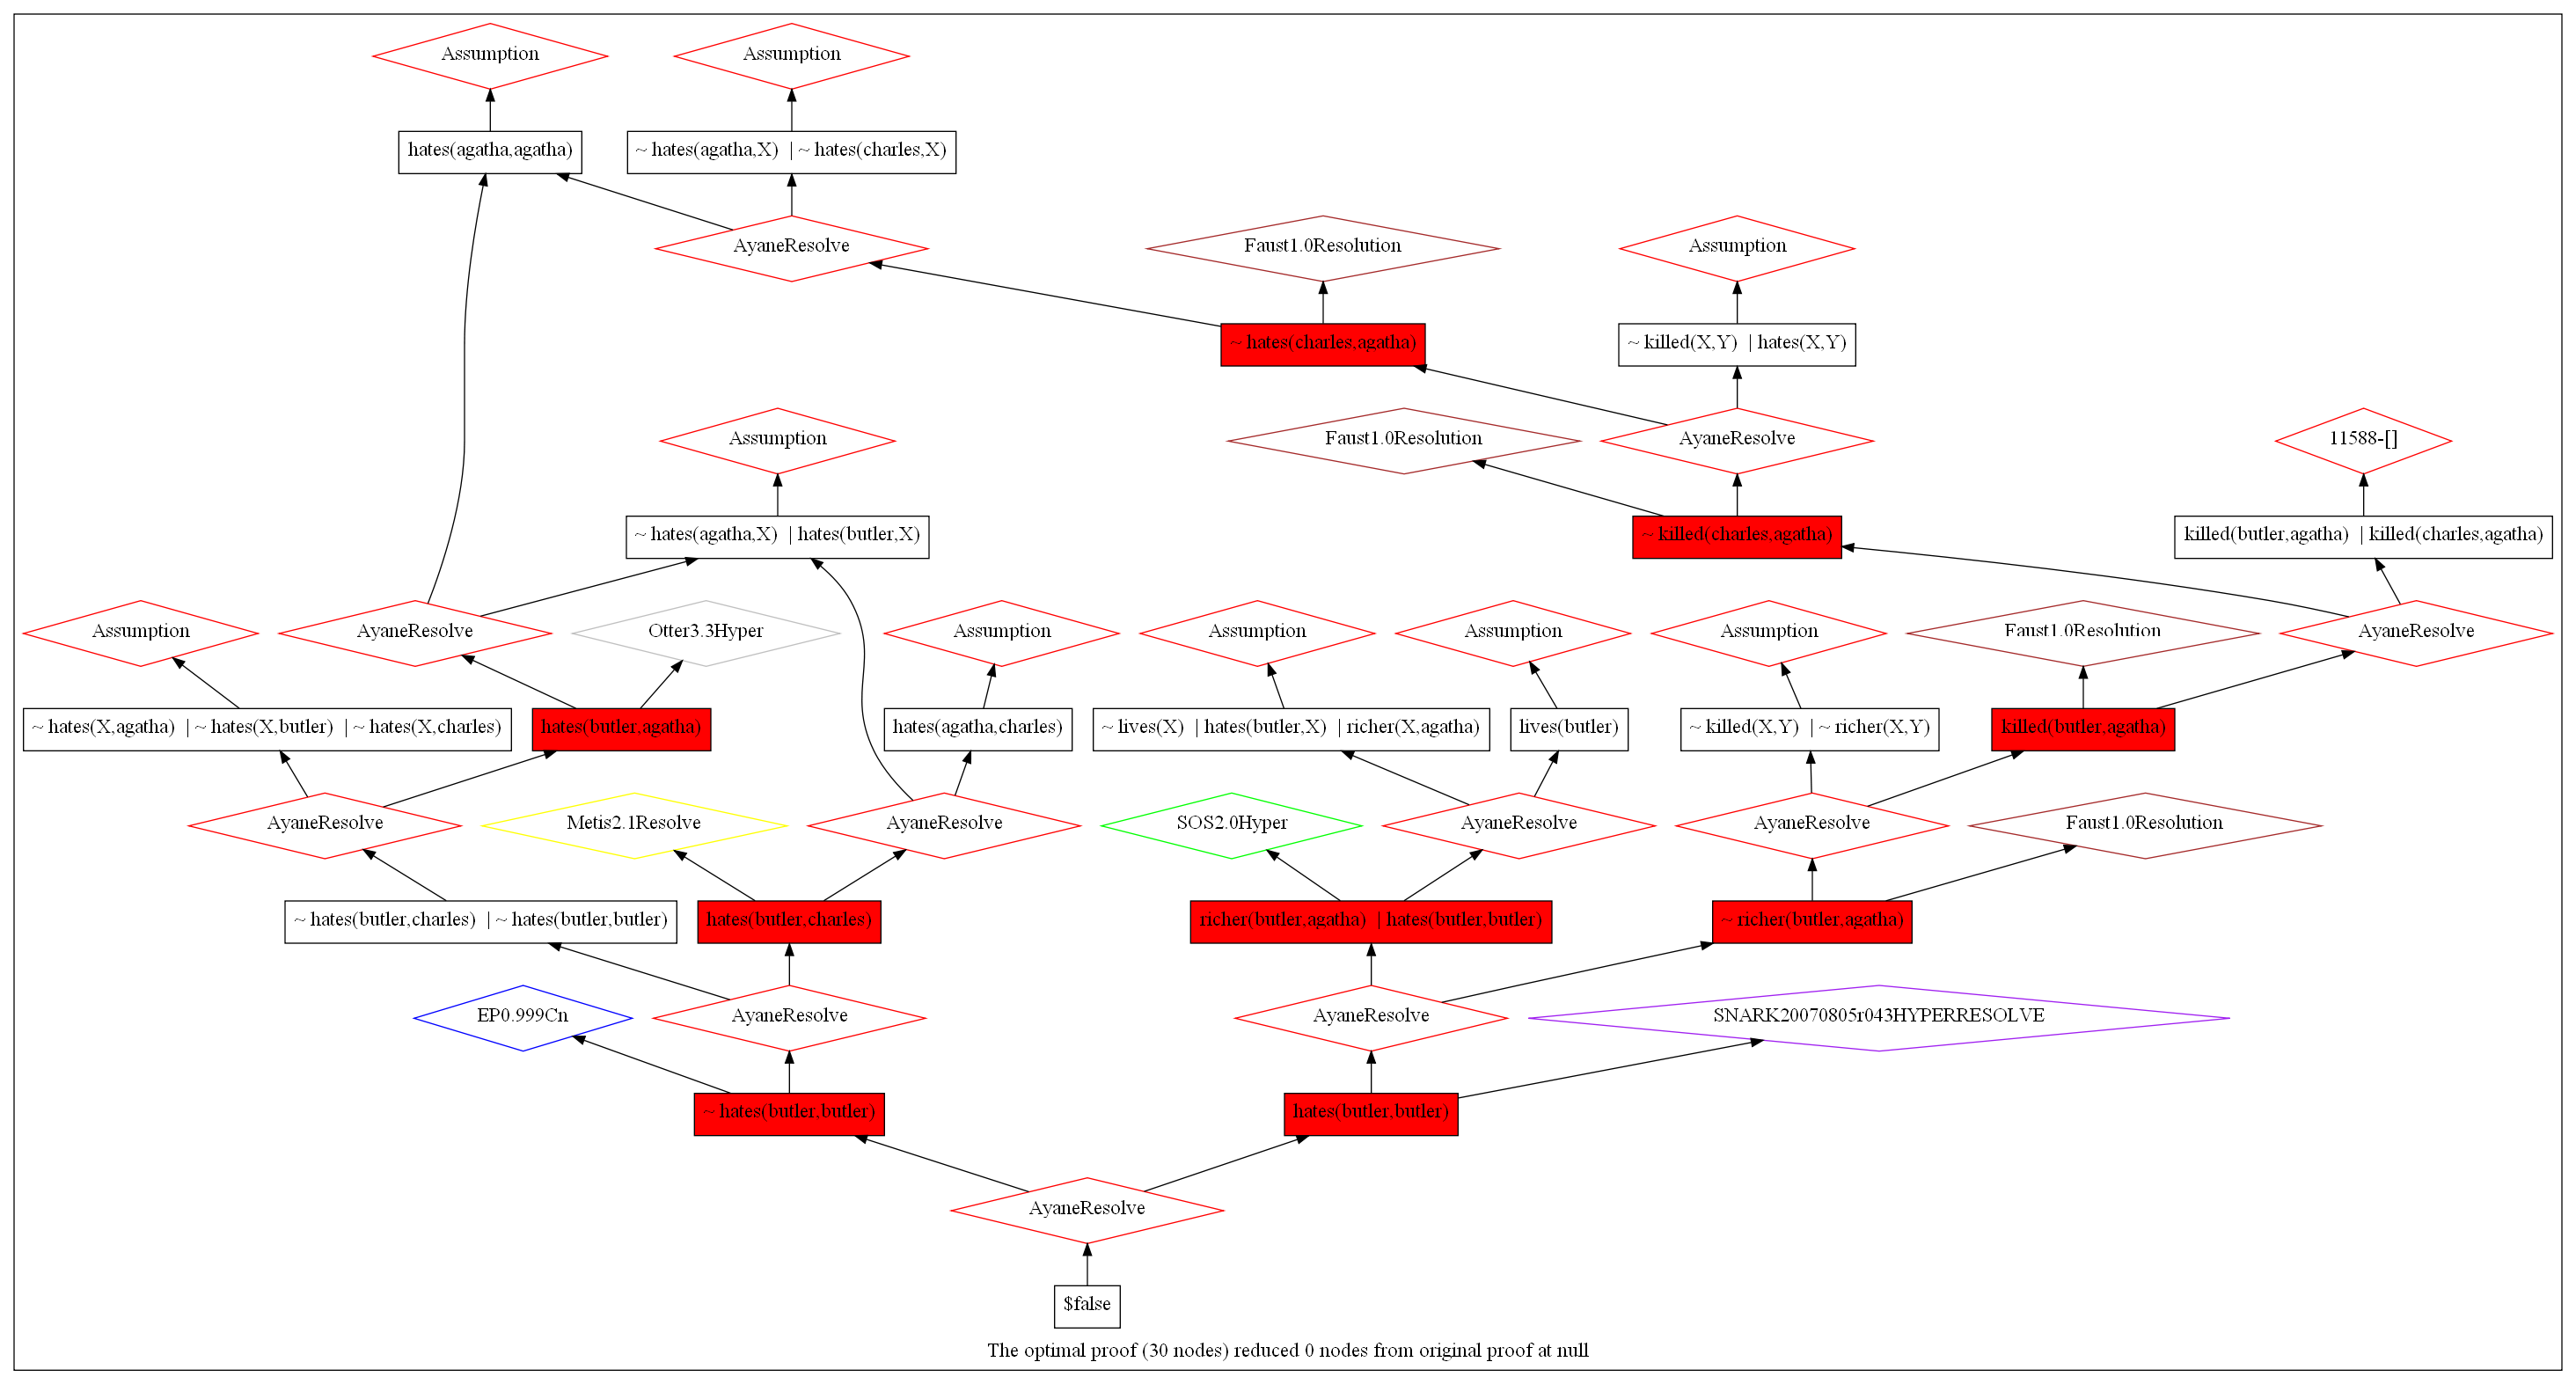 Assumption
Assumption
hates(agatha,agatha)
~ hates(agatha,X) | ~ hates(charles,X)
AyaneResolve
Faust1.0Resolution
Assumption
~ hates(charles,agatha)
~ killed(X,Y) | hates(X,Y)
Assumption
Faust1.0Resolution
AyaneResolve
11588-[]
~ hates(agatha,X) | hates(butler,X)
~ killed(charles,agatha)
killed(butler,agatha) | killed(charles,agatha)
Assumption
AyaneResolve
Otter3.3Hyper
Assumption
Assumption
Assumption
Assumption
Faust1.0Resolution
AyaneResolve
~ hates(X,agatha) | ~ hates(X,butler) | ~ hates(X,charles)
hates(butler,agatha)
hates(agatha,charles)
~ lives(X) | hates(butler,X) | richer(X,agatha)
lives(butler)
~ killed(X,Y) | ~ richer(X,Y)
killed(butler,agatha)
AyaneResolve
Metis2.1Resolve
AyaneResolve
SOS2.0Hyper
AyaneResolve
AyaneResolve
Faust1.0Resolution
~ hates(butler,charles) | ~ hates(butler,butler)
hates(butler,charles)
richer(butler,agatha) | hates(butler,butler)
~ richer(butler,agatha)
EP0.999Cn
AyaneResolve
AyaneResolve
SNARK20070805r043HYPERRESOLVE
~ hates(butler,butler)
hates(butler,butler)
AyaneResolve
$false
The optimal proof (30 nodes) reduced 0 nodes from original proof at null